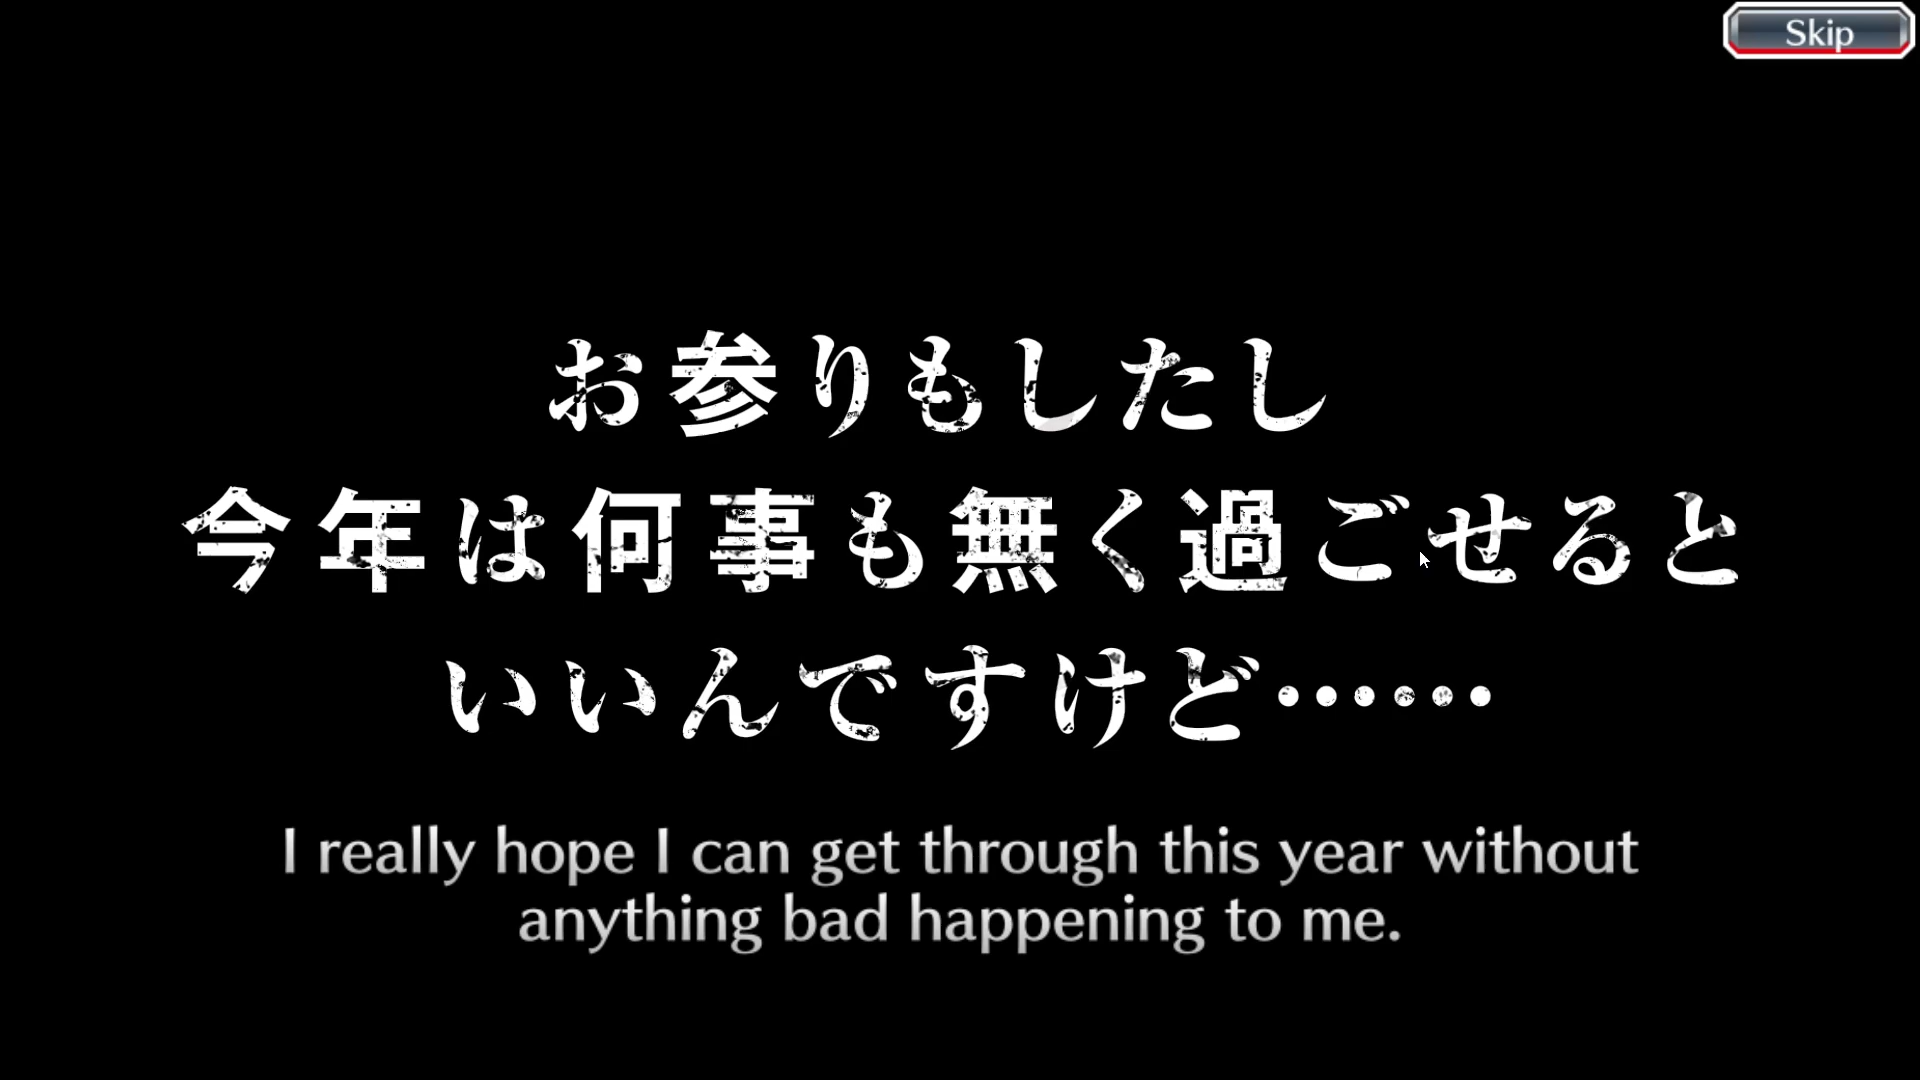 Skip
お参りもしたし
今年は何事も無く過ごせると
いいんですけど……
I really hope I can get through this year without
anything bad happening to me.